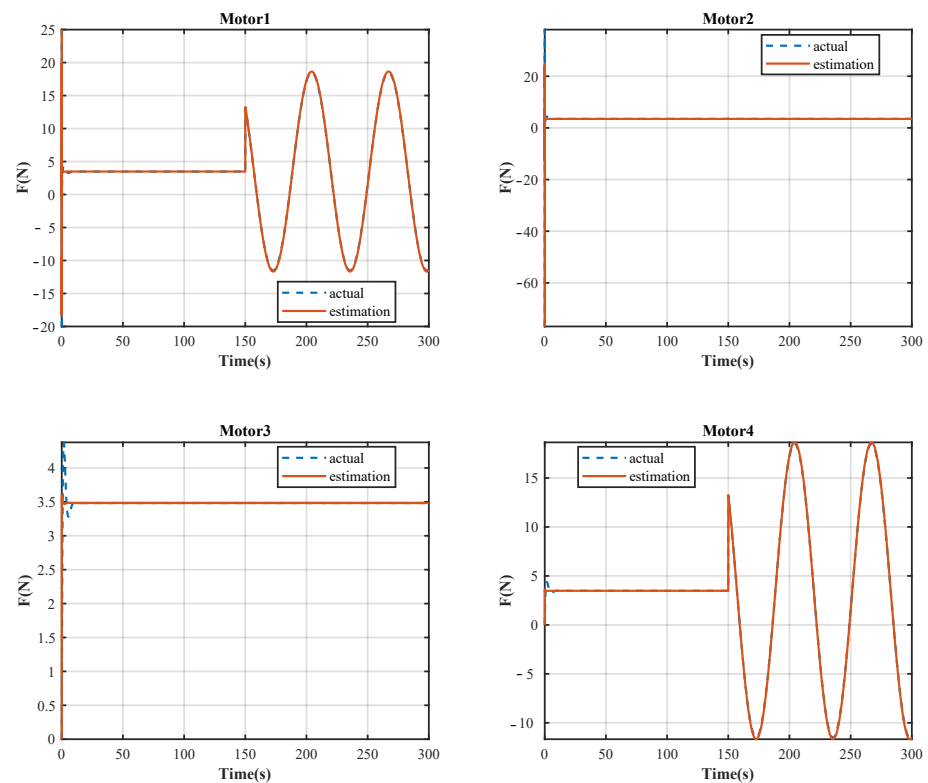 Motor1
25
20
15
10
5
0
- 5
-10
-15
-20
F(N)
actual
estimation
0
50
100
150
200
250
300
Time(s)
Motor2
20
0
-20
-40
-60
F(N)
actual
estimation
0
50
100
150
200
250
300
Time(s)
Motor3
4
3.5
3
2.5
2
1.5
1
0.5
0
F(N)
actual
estimation
0
50
100
150
200
250
300
Time(s)
Motor4
15
10
5
0
- 5
-10
F(N)
actual
estimation
0
50
100
150
200
250
300
Time(s)